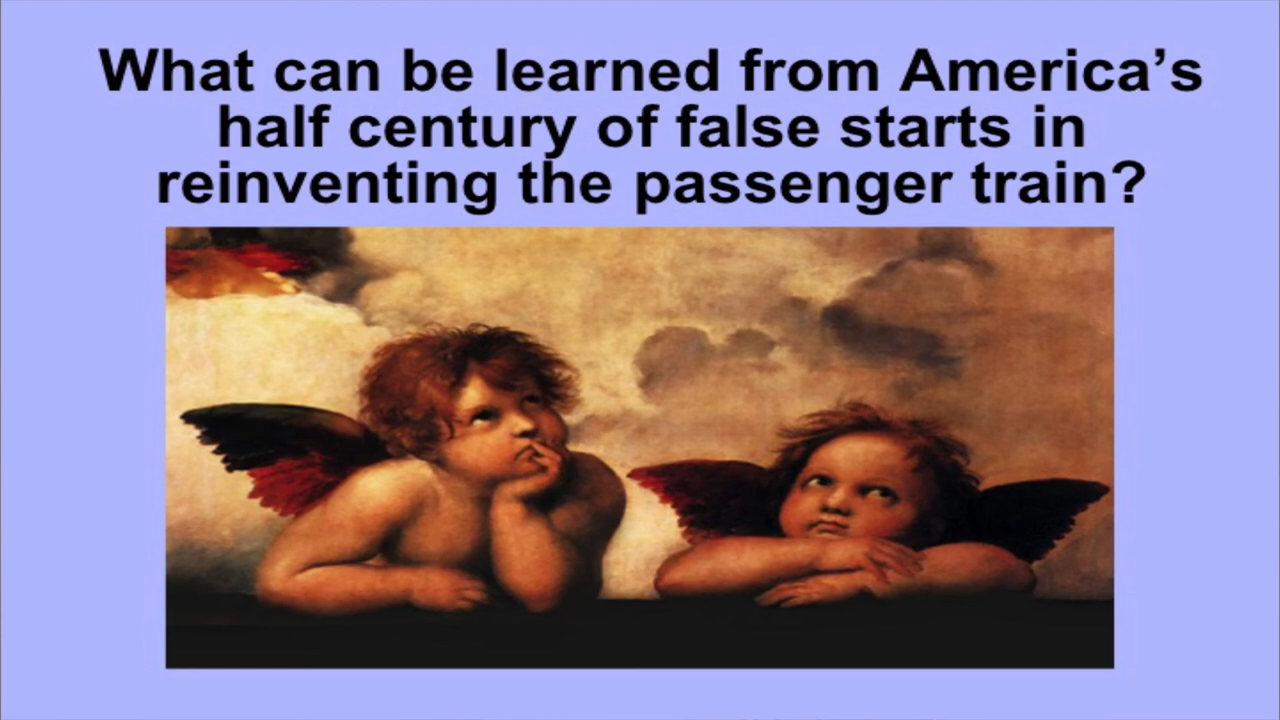 What can be learned from America’s
half century of false starts in
reinventing the passenger train?